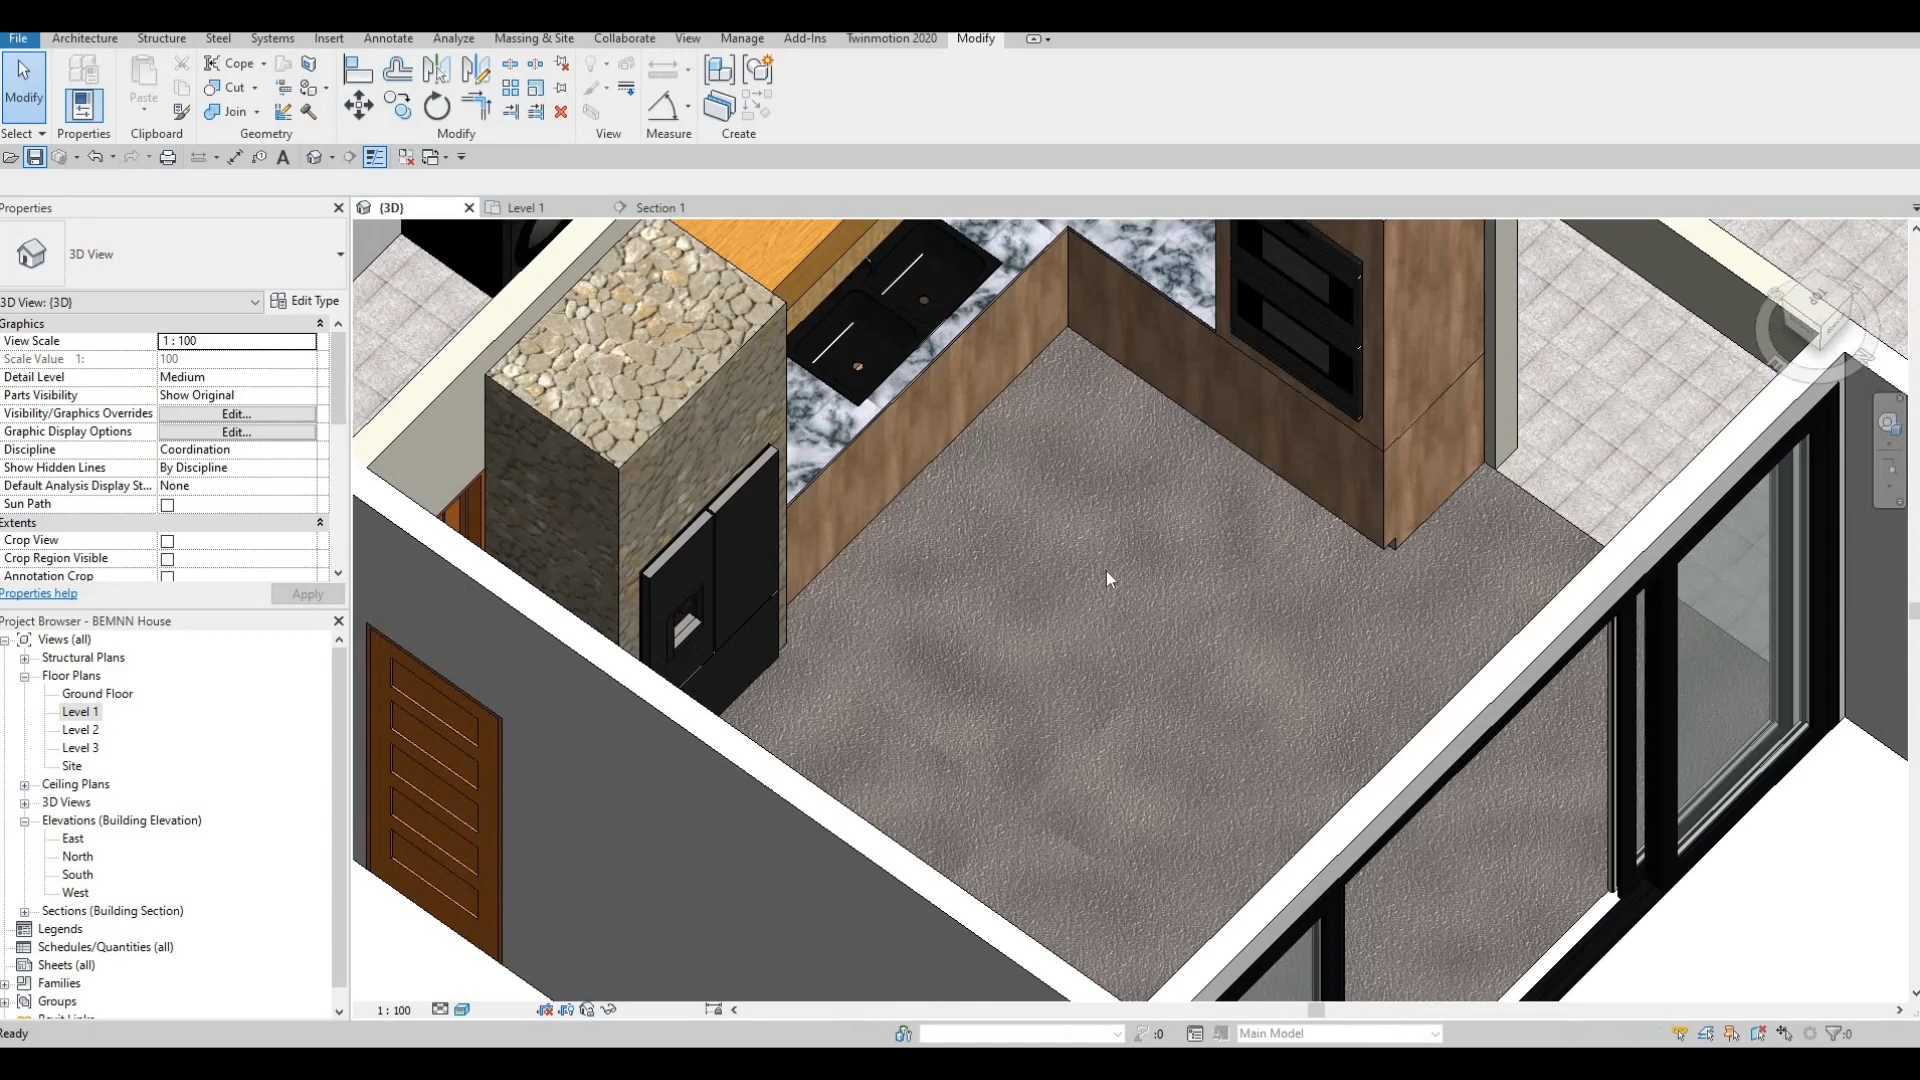 File Architecture Structure Steel Systems Insert Annotate Analyze Massing & Site Collaborate View Manage Add-Ins Twinmotion 2020 Modify
Modify
Paste
Cope
Cut
Join
Select Properties Clipboard Geometry Modify View Measure Create
A
Properties
{3D} Level 1 Section 1
3D View
3D View: {3D} Edit Type
Graphics
View Scale 1 : 100
Scale Value 1: 100
Detail Level Medium
Parts Visibility Show Original
Visibility/Graphics Overrides Edit...
Graphic Display Options Edit...
Discipline Coordination
Show Hidden Lines By Discipline
Default Analysis Display St... None
Sun Path
Extents
Crop View
Crop Region Visible
Annotation Crop
Properties help Apply
Project Browser - BEMNN House
Views (all)
Structural Plans
Floor Plans
Ground Floor
Level 1
Level 2
Level 3
Site
Ceiling Plans
3D Views
Elevations (Building Elevation)
East
North
South
West
Sections (Building Section)
Legends
Schedules/Quantities (all)
Sheets (all)
Families
Groups
Revit Links
1 : 100
Ready :0 Main Model :0
TOP